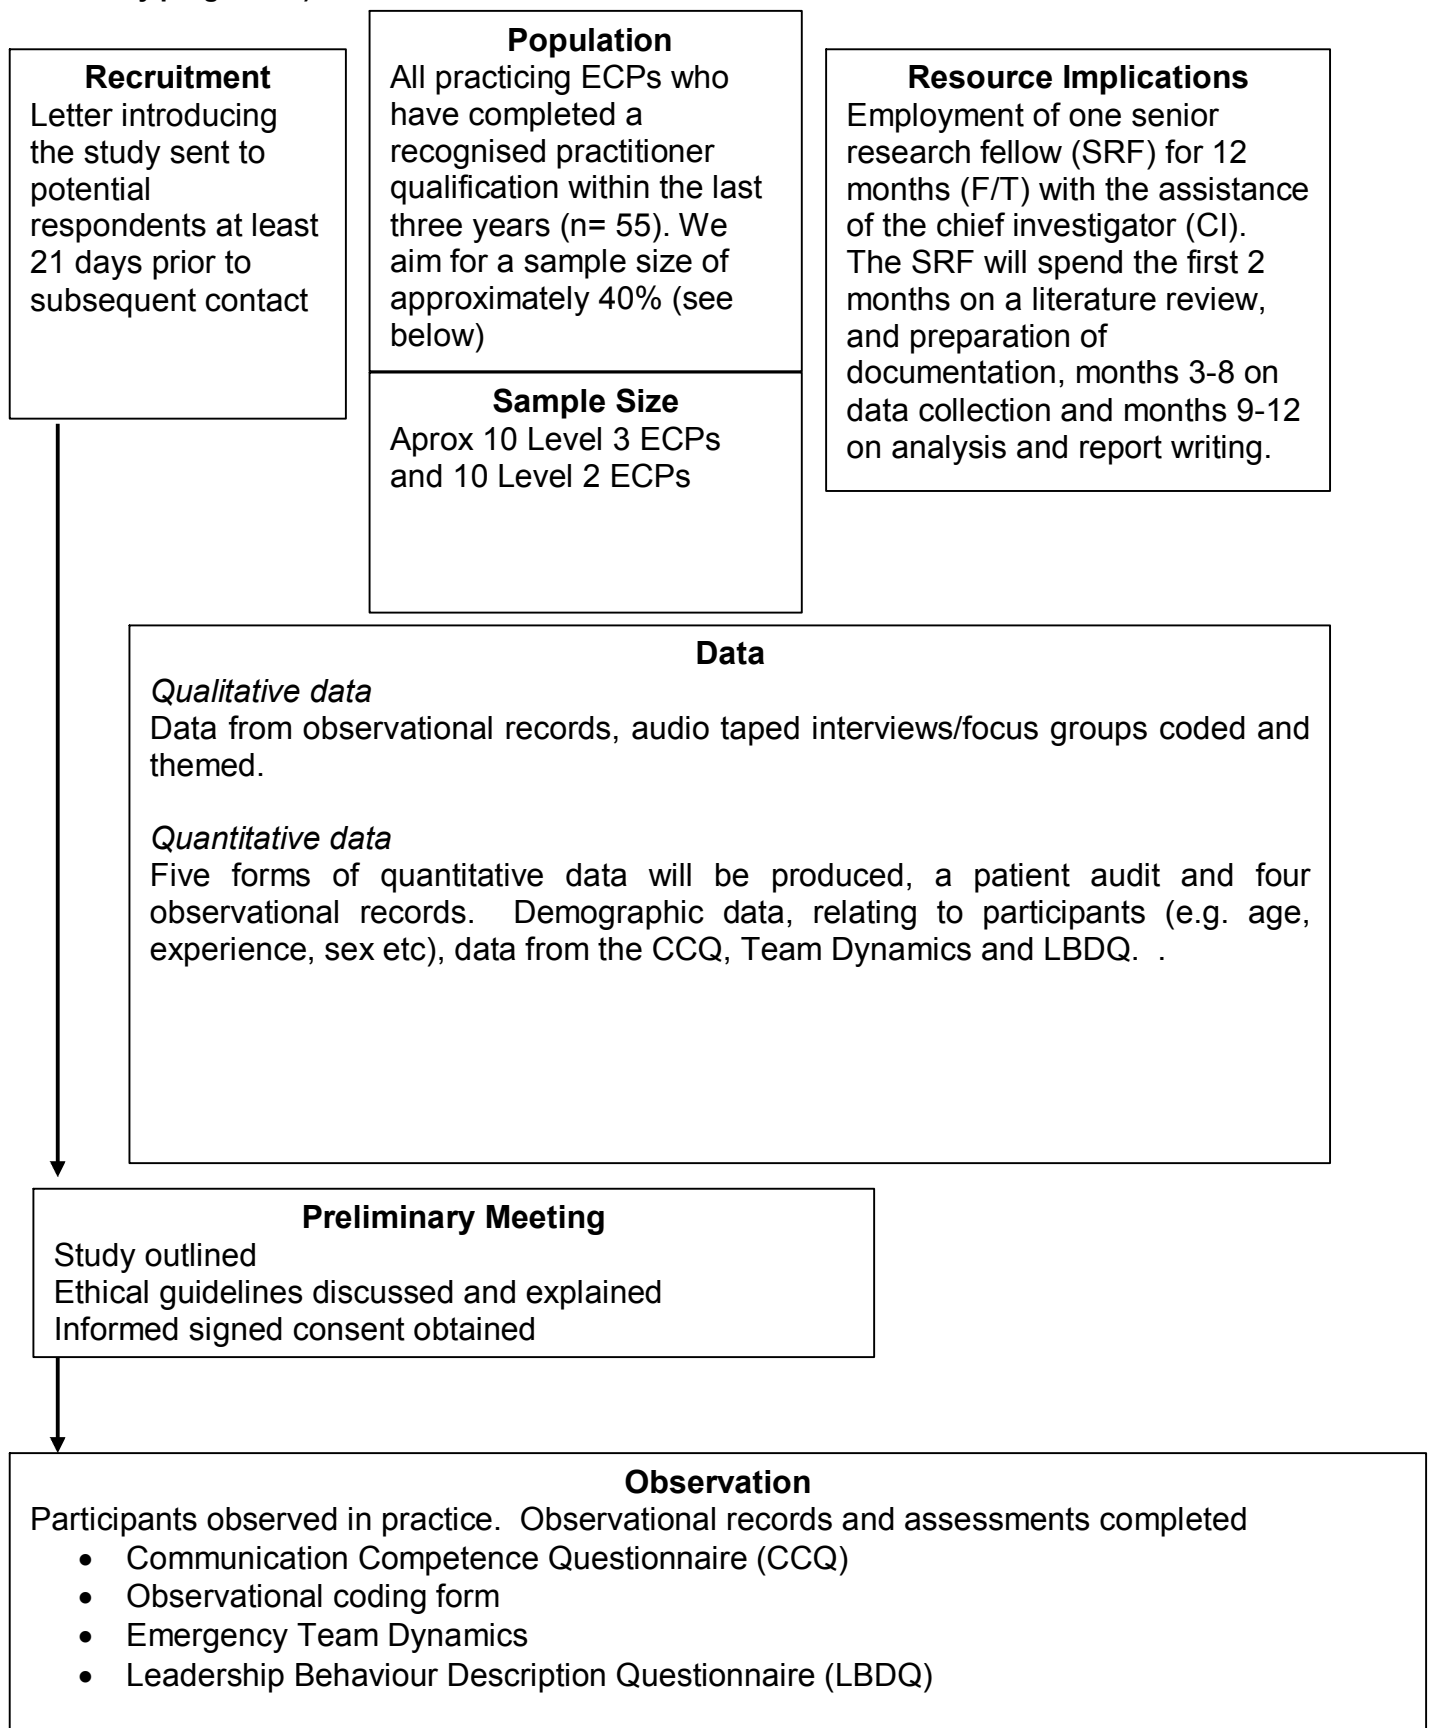 Recruitment
Letter introducing
the study sent to
potential
respondents at least
21 days prior to
subsequent contact
Population
All practicing ECPs who
have completed a
recognised practitioner
qualification within the last
three years (n= 55). We
aim for a sample size of
approximately 40% (see
below)
Sample Size
Aprox 10 Level 3 ECPs
and 10 Level 2 ECPs
Resource Implications
Employment of one senior
research fellow (SRF) for 12
months (F/T) with the assistance
of the chief investigator (CI).
The SRF will spend the first 2
months on a literature review,
and preparation of
documentation, months 3-8 on
data collection and months 9-12
on analysis and report writing.
Data
Qualitative data
Data from observational records, audio taped interviews/focus groups coded and
themed.
Quantitative data
Five forms of quantitative data will be produced, a patient audit and four
observational records. Demographic data, relating to participants (e.g. age,
experience, sex etc), data from the CCQ, Team Dynamics and LBDQ. .
Preliminary Meeting
Study outlined
Ethical guidelines discussed and explained
Informed signed consent obtained
Observation
Participants observed in practice. Observational records and assessments completed
• Communication Competence Questionnaire (CCQ)
• Observational coding form
• Emergency Team Dynamics
• Leadership Behaviour Description Questionnaire (LBDQ)